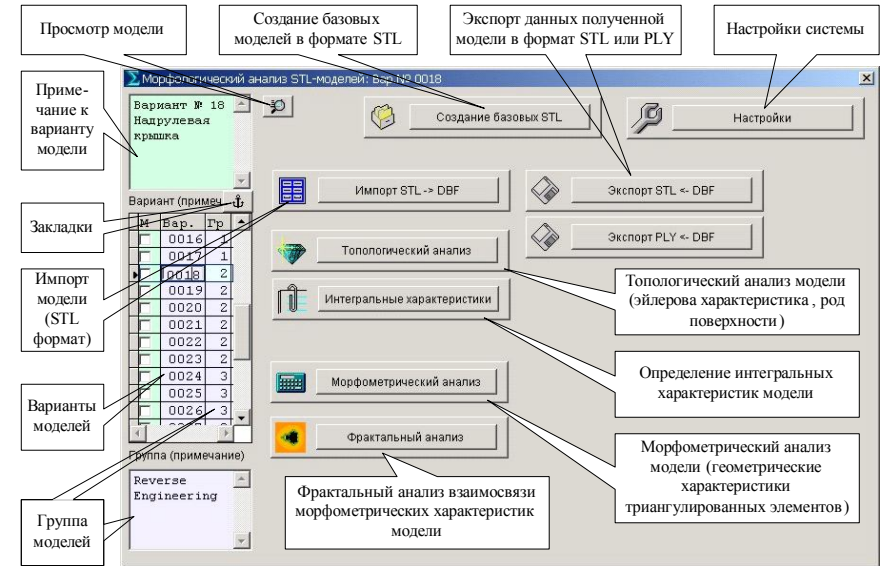 Просмотр модели
Создание базовых
моделей в формате STL
Экспорт данных полученной
модели в формат STL или PLY
Настройки системы
Приме-
чание к
варианту
модели
Закладки
Импорт
модели
(STL
формат)
Варианты
моделей
Группа
моделей
Морфологический анализ STL-моделей: Вар № 0018
Вариант № 18
Надрулевая
крышка
Создание базовых STL
Настройки
Вариант (примеч
Импорт STL -> DBF
Экспорт STL <- DBF
Экспорт PLY <- DBF
М Вар. Гр
0016 1
0017 1
0018 2
0019 2
0020 2
0021 2
0022 2
0023 2
0024 3
0025 3
0026 3
Топологический анализ
Интегральные характеристики
Морфометрический анализ
Фрактальный анализ
Группа (примечание)
Reverse
Engineering
Топологический анализ модели
(эйлерова характеристика , род
поверхности )
Определение интегральных
характеристик модели
Морфометрический анализ
модели (геометрические
характеристики
триангулированных элементов )
Фрактальный анализ взаимосвязи
морфометрических характеристик
модели